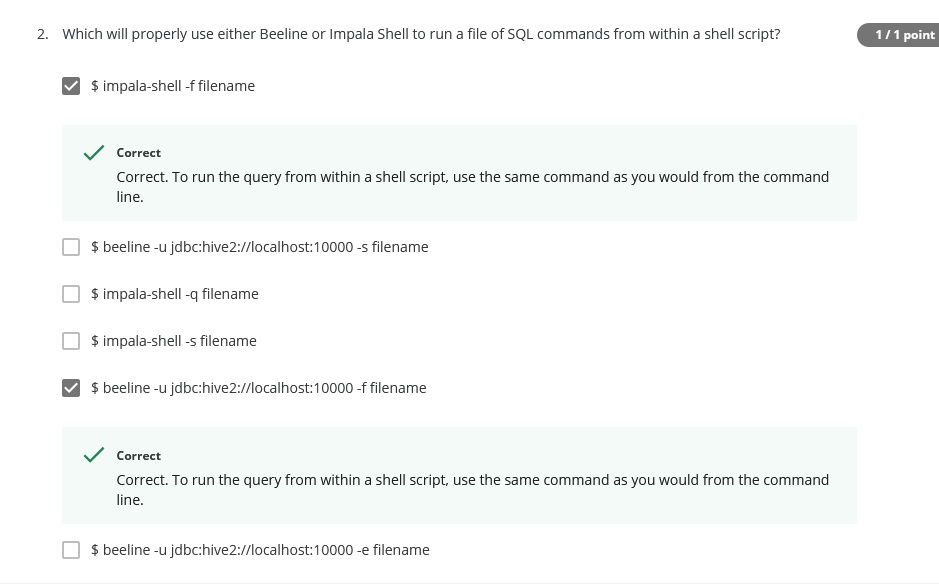 2. Which will properly use either Beeline or Impala Shell to run a file of SQL commands from within a shell script?
1 / 1 point
$ impala-shell -f filename
Correct
Correct. To run the query from within a shell script, use the same command as you would from the command
line.
$ beeline -u jdbc:hive2://localhost:10000 -s filename
$ impala-shell -q filename
$ impala-shell -s filename
$ beeline -u jdbc:hive2://localhost:10000 -f filename
Correct
Correct. To run the query from within a shell script, use the same command as you would from the command
line.
$ beeline -u jdbc:hive2://localhost:10000 -e filename